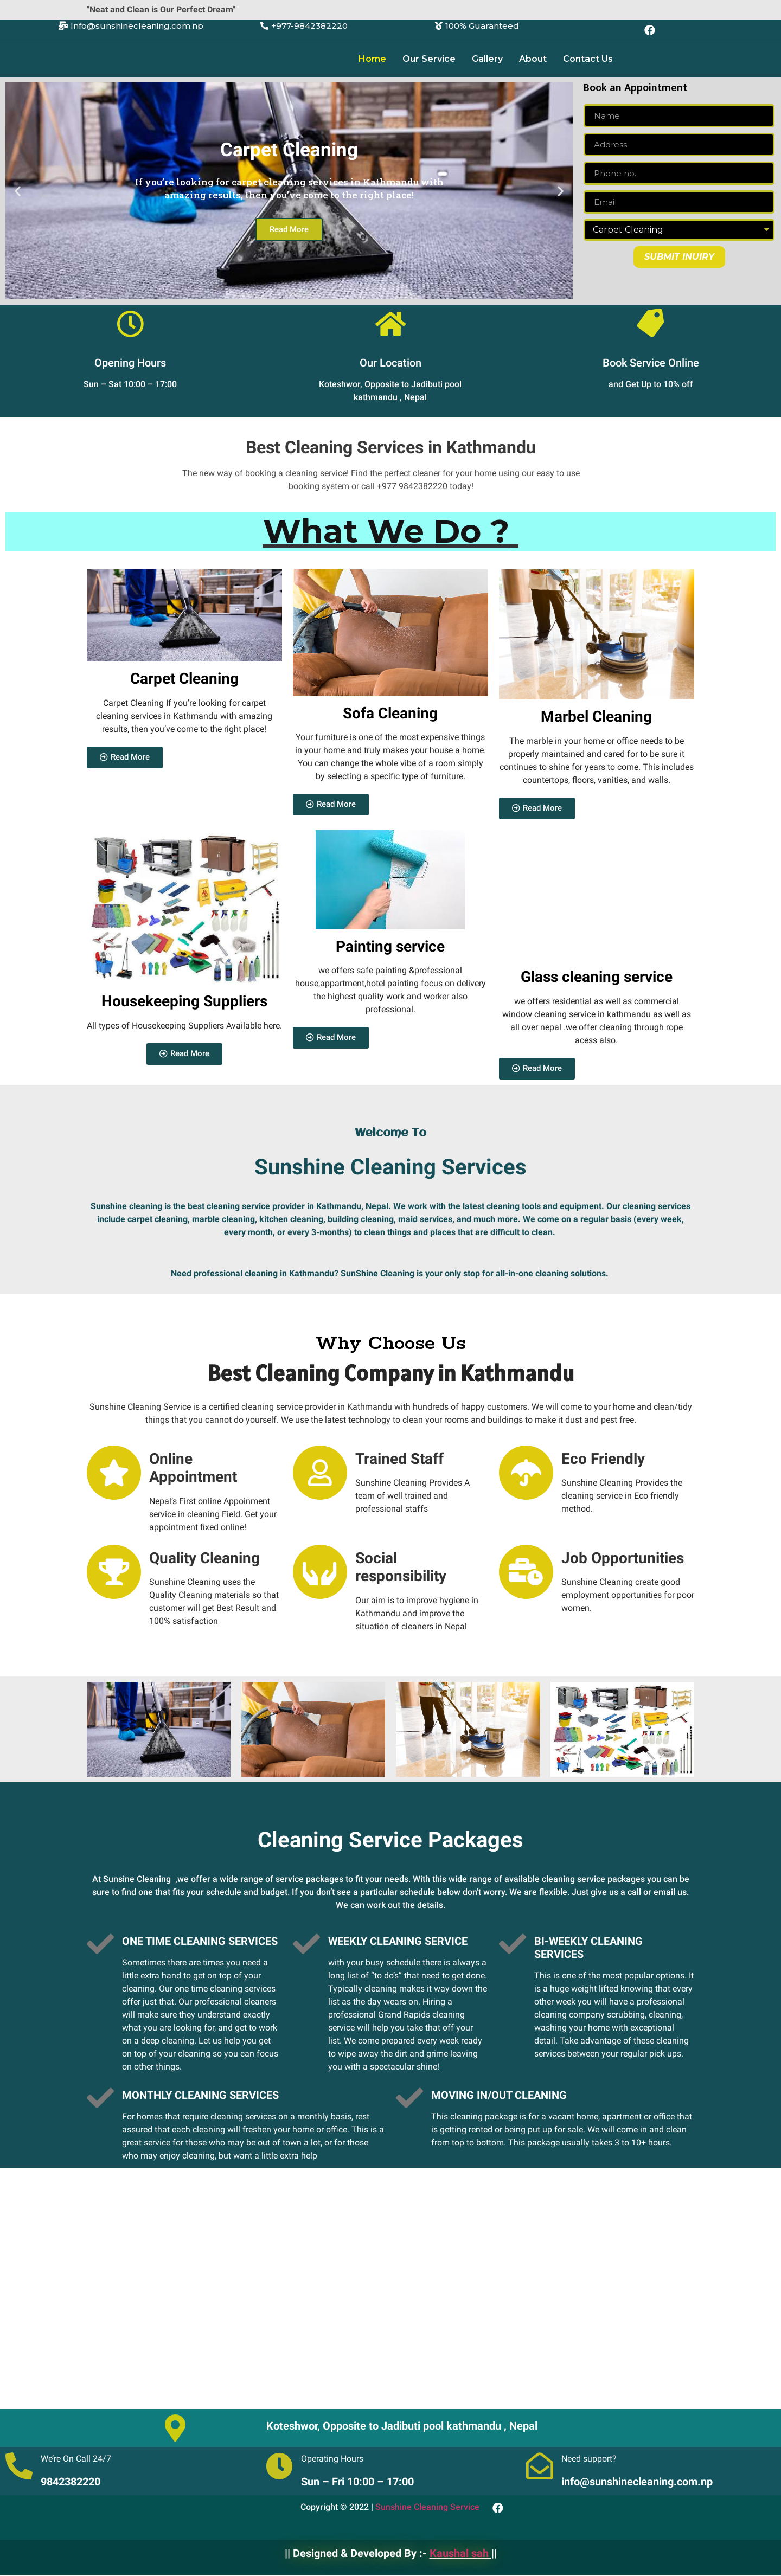 "Neat and Clean is Our Perfect Dream"
Info@sunshinecleaning.com.np
+977-9842382220
100% Guaranteed
Home
Our Service
Gallery
About
Contact Us
Carpet Cleaning
If you're looking for carpet cleaning services in Kathmandu with
amazing results, then you've come to the right place!
Read More
Book an Appointment
Name
Address
Phone no.
Email
Carpet Cleaning
SUBMIT INUIRY
Opening Hours
Sun – Sat 10:00 – 17:00
Our Location
Koteshwor, Opposite to Jadibuti pool
kathmandu , Nepal
Book Service Online
and Get Up to 10% off
Best Cleaning Services in Kathmandu
The new way of booking a cleaning service! Find the perfect cleaner for your home using our easy to use
booking system or call +977 9842382220 today!
What We Do ?
Carpet Cleaning
Carpet Cleaning If you're looking for carpet
cleaning services in Kathmandu with amazing
results, then you've come to the right place!
Read More
Sofa Cleaning
Your furniture is one of the most expensive things
in your home and truly makes your house a home.
You can change the whole vibe of a room simply
by selecting a specific type of furniture.
Read More
Marbel Cleaning
The marble in your home or office needs to be
properly maintained and cared for to be sure it
continues to shine for years to come. This includes
countertops, floors, vanities, and walls.
Read More
Housekeeping Suppliers
All types of Housekeeping Suppliers Available here.
Read More
Painting service
we offers safe painting &professional
house,appartment,hotel painting focus on delivery
the highest quality work and worker also
professional.
Read More
Glass cleaning service
we offers residential as well as commercial
window cleaning service in kathmandu as well as
all over nepal .we offer cleaning through rope
acess also.
Read More
Welcome To
Sunshine Cleaning Services
Sunshine cleaning is the best cleaning service provider in Kathmandu, Nepal. We work with the latest cleaning tools and equipment. Our cleaning services
include carpet cleaning, marble cleaning, kitchen cleaning, building cleaning, maid services, and much more. We come on a regular basis (every week,
every month, or every 3-months) to clean things and places that are difficult to clean.
Need professional cleaning in Kathmandu? SunShine Cleaning is your only stop for all-in-one cleaning solutions.
Why Choose Us
Best Cleaning Company in Kathmandu
Sunshine Cleaning Service is a certified cleaning service provider in Kathmandu with hundreds of happy customers. We will come to your home and clean/tidy
things that you cannot do yourself. We use the latest technology to clean your rooms and buildings to make it dust and pest free.
Online
Appointment
Nepal's First online Appoinment
service in cleaning Field. Get your
appointment fixed online!
Trained Staff
Sunshine Cleaning Provides A
team of well trained and
professional staffs
Eco Friendly
Sunshine Cleaning Provides the
cleaning service in Eco friendly
method.
Quality Cleaning
Sunshine Cleaning uses the
Quality Cleaning materials so that
customer will get Best Result and
100% satisfaction
Social
responsibility
Our aim is to improve hygiene in
Kathmandu and improve the
situation of cleaners in Nepal
Job Opportunities
Sunshine Cleaning create good
employment opportunities for poor
women.
Cleaning Service Packages
At Sunsine Cleaning ,we offer a wide range of service packages to fit your needs. With this wide range of available cleaning service packages you can be
sure to find one that fits your schedule and budget. If you don't see a particular schedule below don't worry. We are flexible. Just give us a call or email us.
We can work out the details.
ONE TIME CLEANING SERVICES
Sometimes there are times you need a
little extra hand to get on top of your
cleaning. Our one time cleaning services
offer just that. Our professional cleaners
will make sure they understand exactly
what you are looking for, and get to work
on a deep cleaning. Let us help you get
on top of your cleaning so you can focus
on other things.
WEEKLY CLEANING SERVICE
with your busy schedule there is always a
long list of "to do's" that need to get done.
Typically cleaning makes it way down the
list as the day wears on. Hiring a
professional Grand Rapids cleaning
service will help you take that off your
list. We come prepared every week ready
to wipe away the dirt and grime leaving
you with a spectacular shine!
BI-WEEKLY CLEANING
SERVICES
This is one of the most popular options. It
is a huge weight lifted knowing that every
other week you will have a professional
cleaning company scrubbing, cleaning,
washing your home with exceptional
detail. Take advantage of these cleaning
services between your regular pick ups.
MONTHLY CLEANING SERVICES
For homes that require cleaning services on a monthly basis, rest
assured that each cleaning will freshen your home or office. This is a
great service for those who may be out of town a lot, or for those
who may enjoy cleaning, but want a little extra help
MOVING IN/OUT CLEANING
This cleaning package is for a vacant home, apartment or office that
is getting rented or being put up for sale. We will come in and clean
from top to bottom. This package usually takes 3 to 10+ hours.
Koteshwor, Opposite to Jadibuti pool kathmandu , Nepal
We're On Call 24/7
9842382220
Operating Hours
Sun – Fri 10:00 – 17:00
Need support?
info@sunshinecleaning.com.np
Copyright © 2022 | Sunshine Cleaning Service
|| Designed & Developed By :- Kaushal sah ||